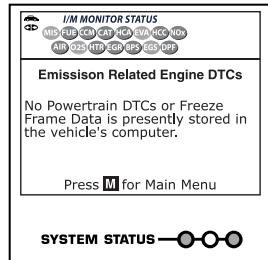 I/M MONITOR STATUS
MIS FUE CCM CAT HCA EVA HCC NOx
AIR O2S HTR EGR BPS EGS DPF
Emissison Related Engine DTCs
No Powertrain DTCs or Freeze
Frame Data is presently stored in
the vehicle's computer.
Press M for Main Menu
SYSTEM STATUS